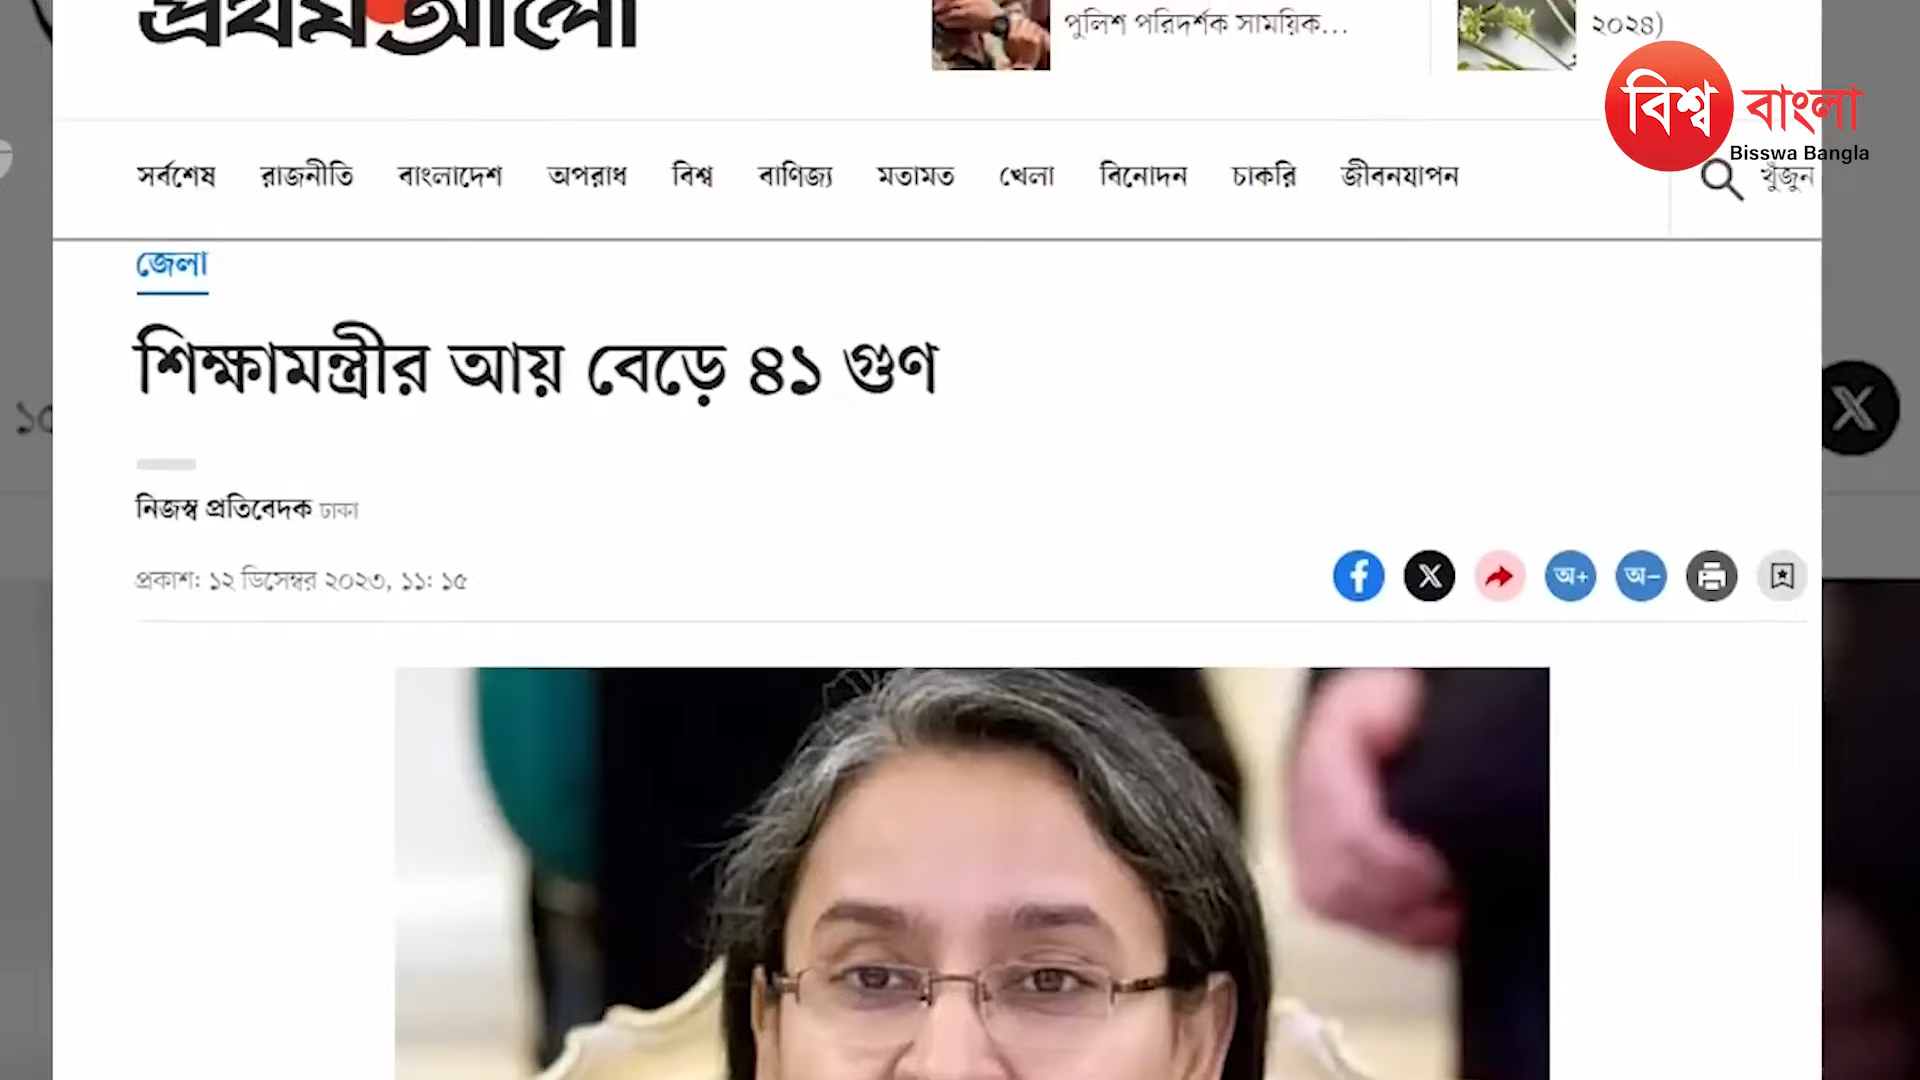 প্রথম আলো
পুলিশ পরিদর্শক সাময়িক...
২০২৪)
বিশ্ব বাংলা
Bisswa Bangla
সর্বশেষ রাজনীতি বাংলাদেশ অপরাধ বিশ্ব বাণিজ্য মতামত খেলা বিনোদন চাকরি জীবনযাপন
খুঁজুন
জেলা
শিক্ষামন্ত্রীর আয় বেড়ে ৪১ গুণ
নিজস্ব প্রতিবেদক ঢাকা
প্রকাশ: ১২ ডিসেম্বর ২০২৩, ১১: ১৫
অ+ অ−